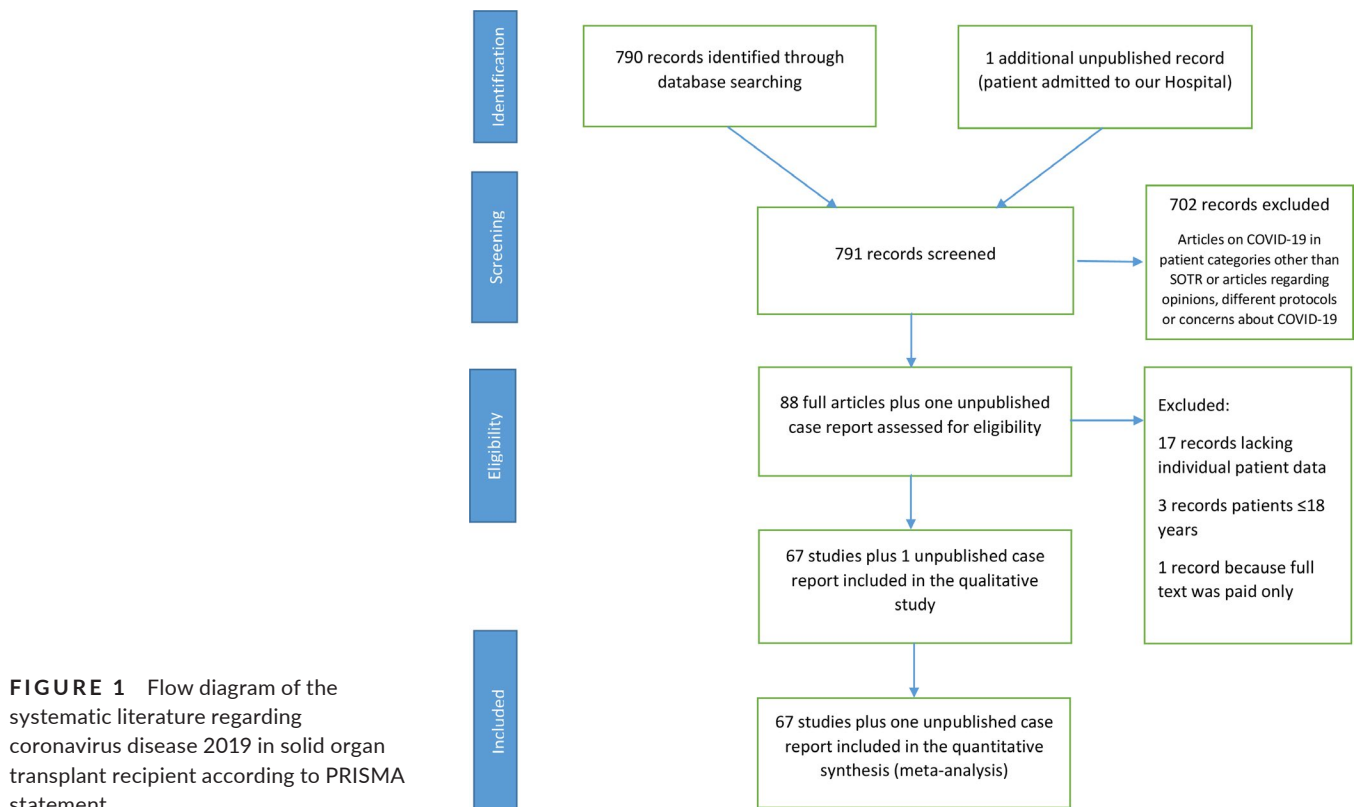 Identification
790 records identified through
database searching
1 additional unpublished record
(patient admitted to our Hospital)
Screening
791 records screened
702 records excluded
Articles on COVID-19 in
patient categories other than
SOTR or articles regarding
opinions, different protocols
or concerns about COVID-19
Eligibility
88 full articles plus one unpublished
case report assessed for eligibility
Excluded:
17 records lacking
individual patient data
3 records patients ≤18
years
1 record because full
text was paid only
67 studies plus 1 unpublished case
report included in the qualitative
study
Included
67 studies plus one unpublished case
report included in the quantitative
synthesis (meta-analysis)
FIGURE 1 Flow diagram of the
systematic literature regarding
coronavirus disease 2019 in solid organ
transplant recipient according to PRISMA
statement